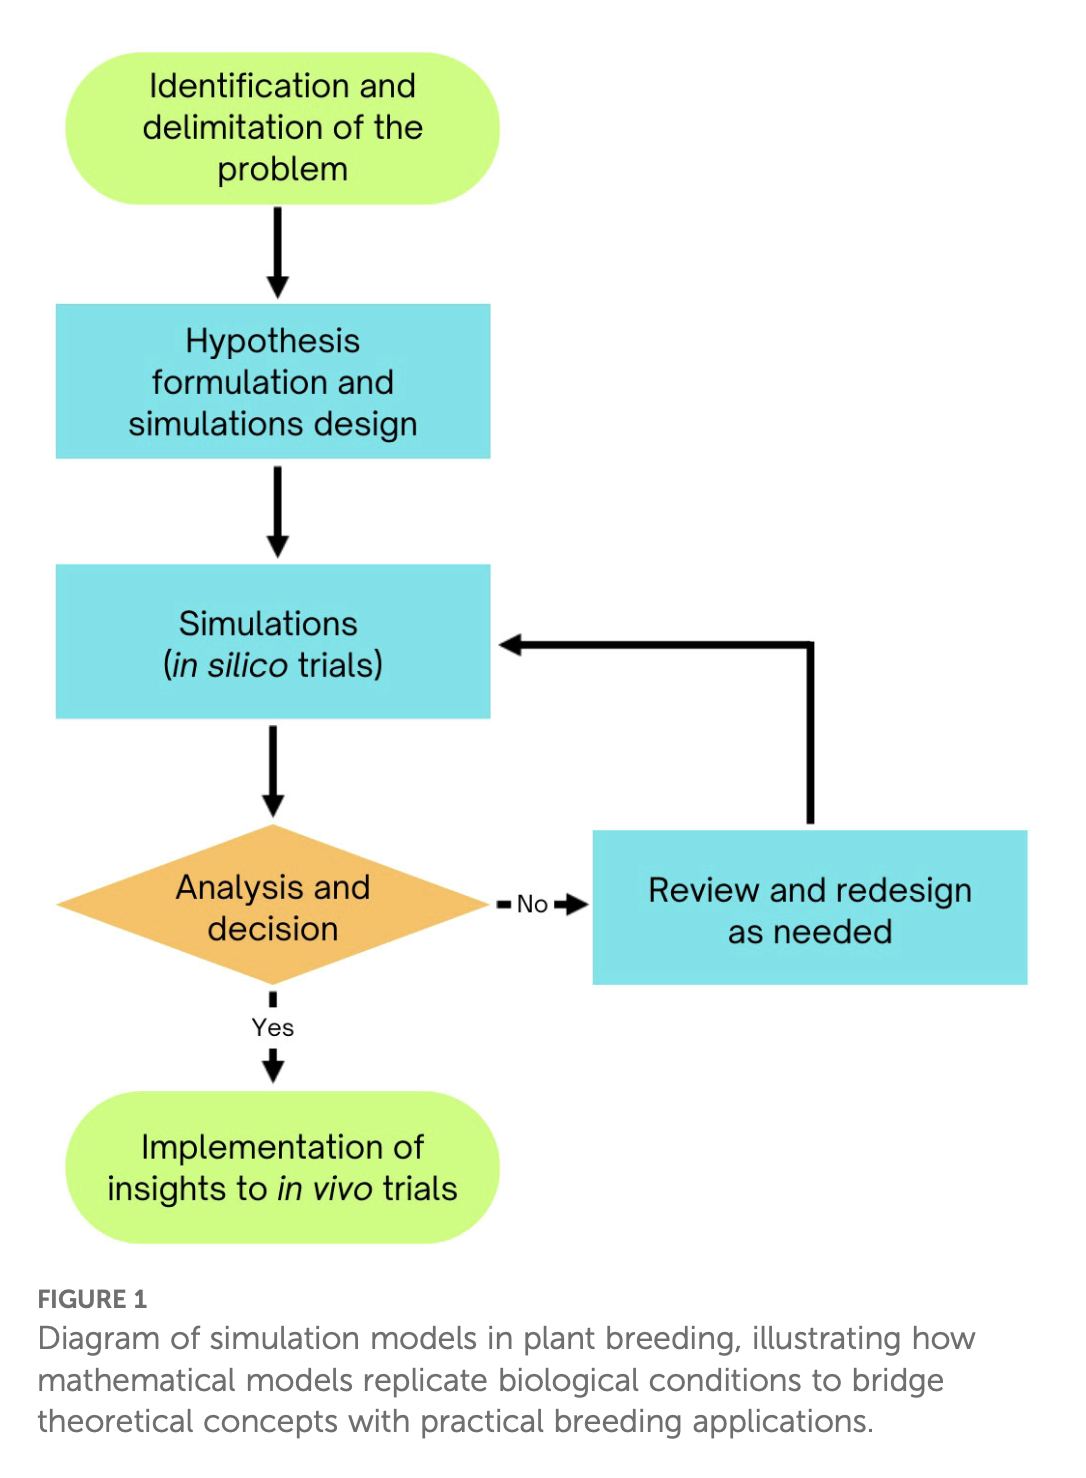 Identification and
delimitation of the
problem
Hypothesis
formulation and
simulations design
Simulations
(in silico trials)
Analysis and
decision
No
Review and redesign
as needed
Yes
Implementation of
insights to in vivo trials
FIGURE 1
Diagram of simulation models in plant breeding, illustrating how
mathematical models replicate biological conditions to bridge
theoretical concepts with practical breeding applications.